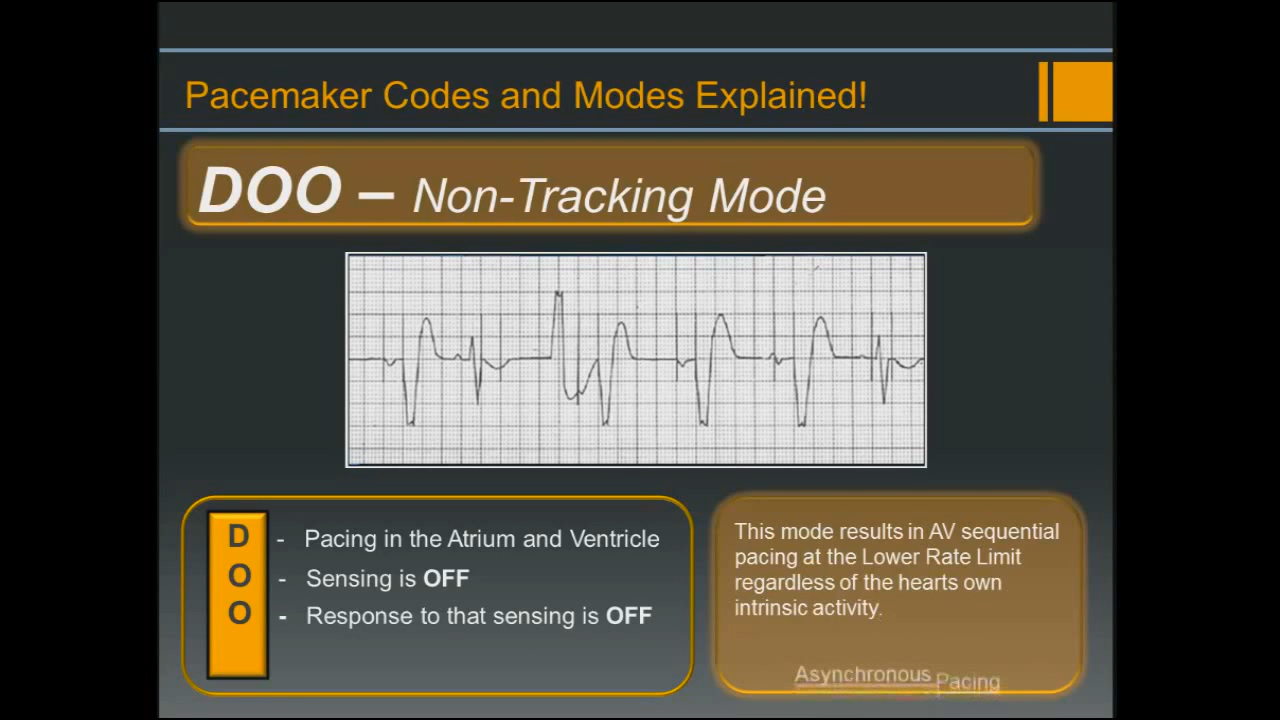 Pacemaker Codes and Modes Explained!
DOO – Non-Tracking Mode
D - Pacing in the Atrium and Ventricle
O - Sensing is OFF
O - Response to that sensing is OFF
This mode results in AV sequential
pacing at the Lower Rate Limit
regardless of the hearts own
intrinsic activity.
Asynchronous Pacing